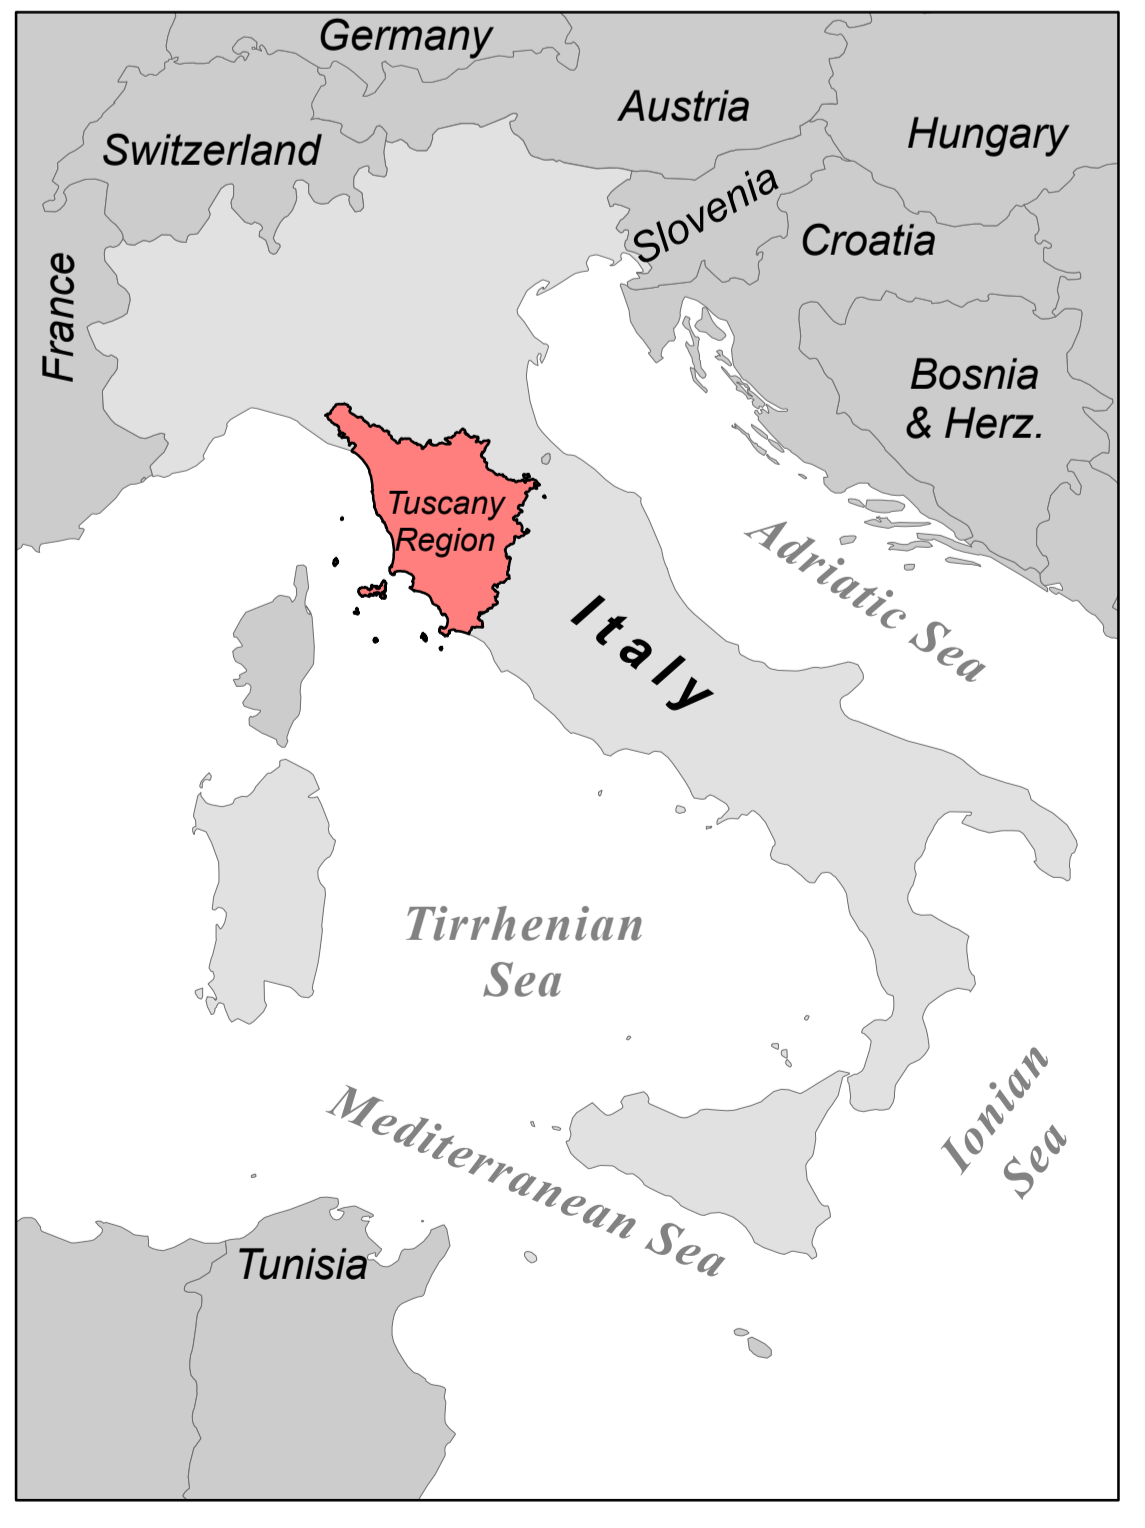 Germany
Austria
Hungary
Switzerland
Slovenia
Croatia
France
Bosnia
& Herz.
Tuscany
Region
Adriatic Sea
Italy
Tirrhenian
Sea
Mediterranean Sea
Ionian
Sea
Tunisia